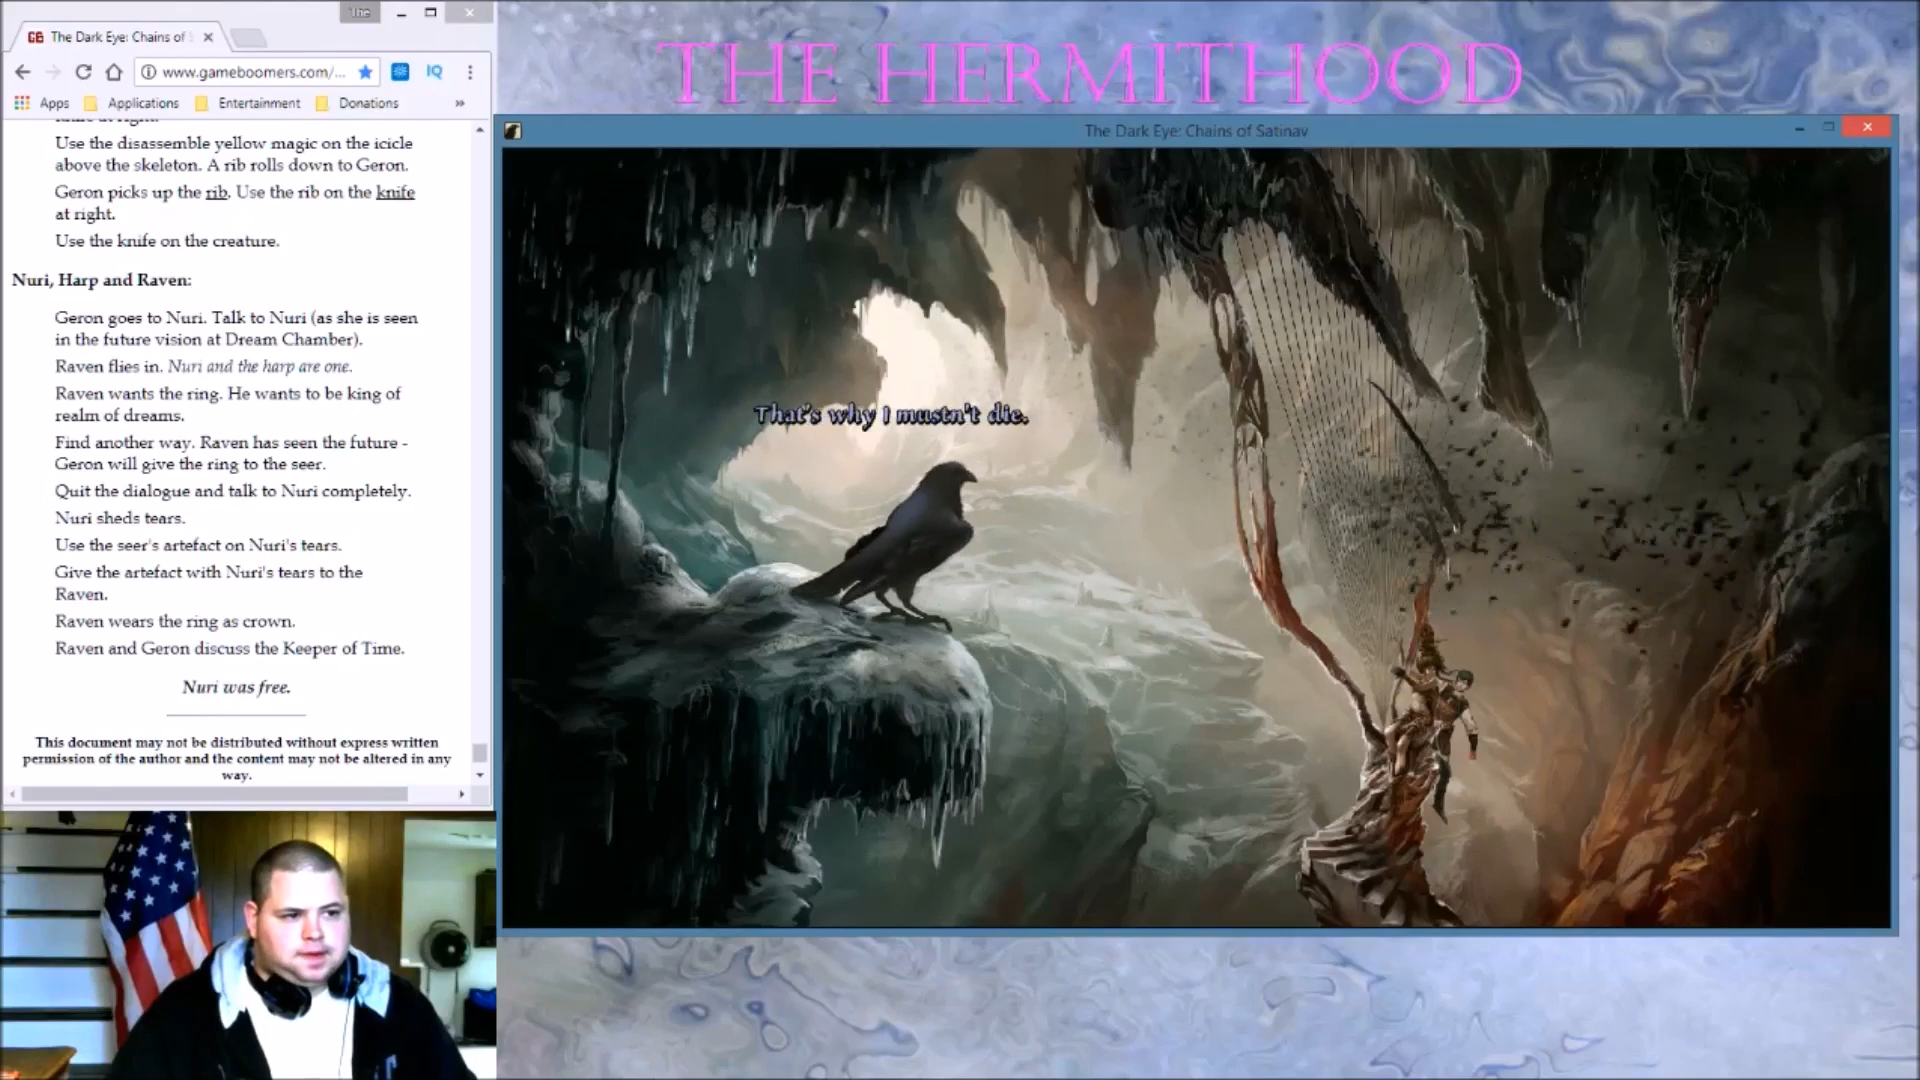 The
The Dark Eye: Chains of
www.gameboomers.com/...
IQ
Apps
Applications
Entertainment
Donations
»
Use the disassemble yellow magic on the icicle
above the skeleton. A rib rolls down to Geron.
Geron picks up the rib. Use the rib on the knife
at right.
Use the knife on the creature.
Nuri, Harp and Raven:
Geron goes to Nuri. Talk to Nuri (as she is seen
in the future vision at Dream Chamber).
Raven flies in. Nuri and the harp are one.
Raven wants the ring. He wants to be king of
realm of dreams.
Find another way. Raven has seen the future -
Geron will give the ring to the seer.
Quit the dialogue and talk to Nuri completely.
Nuri sheds tears.
Use the seer's artefact on Nuri's tears.
Give the artefact with Nuri's tears to the
Raven.
Raven wears the ring as crown.
Raven and Geron discuss the Keeper of Time.
Nuri was free.
This document may not be distributed without express written
permission of the author and the content may not be altered in any
way.
THE HERMITHOOD
The Dark Eye: Chains of Satinav
That's why I mustn't die.